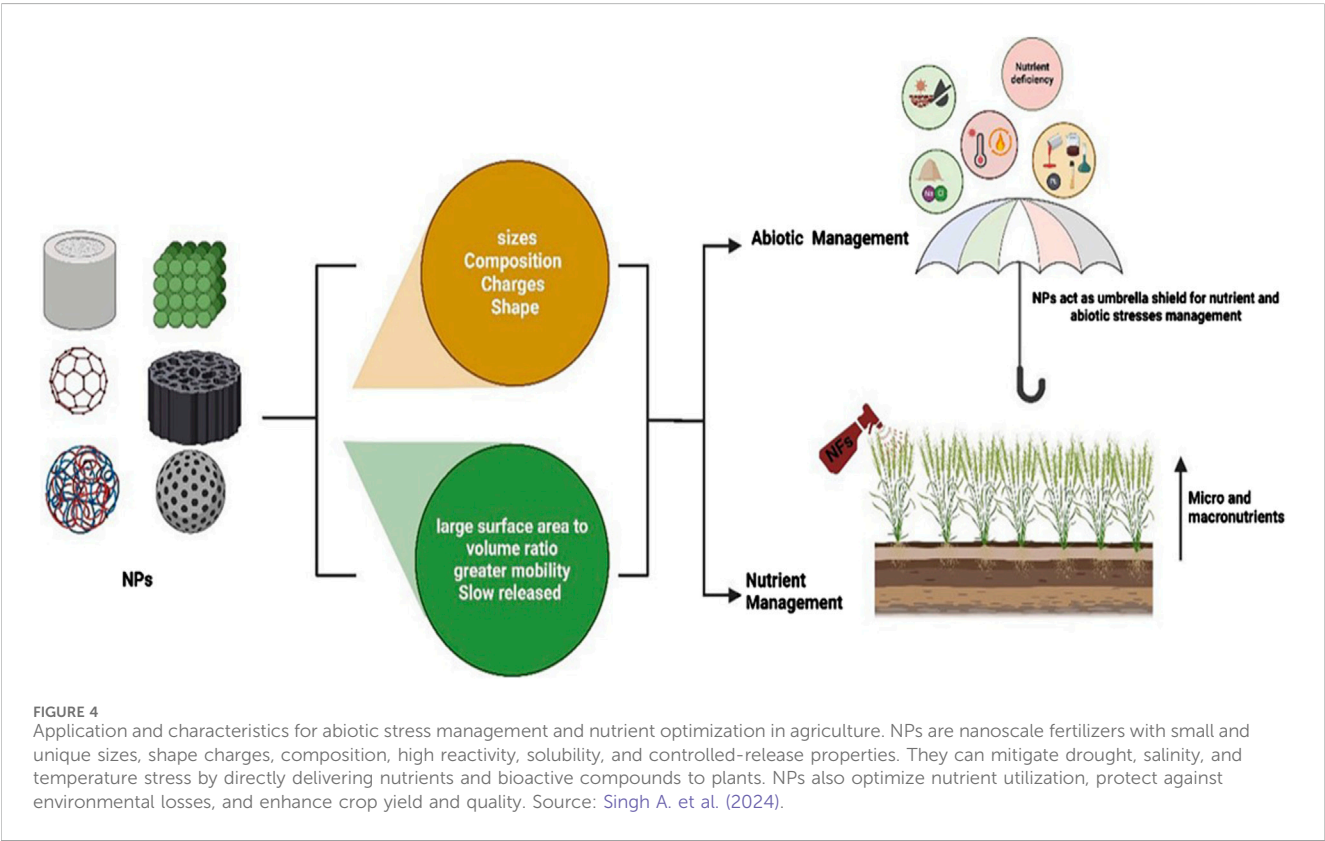 Nutrient
deficiency
Na
Cl
Abiotic Management
NPs act as umbrella shield for nutrient and
abiotic stresses management
sizes
Composition
Charges
Shape
NPs
large surface area to
volume ratio
greater mobility
Slow released
NFs
Micro and
macronutrients
Nutrient
Management
FIGURE 4
Application and characteristics for abiotic stress management and nutrient optimization in agriculture. NPs are nanoscale fertilizers with small and
unique sizes, shape charges, composition, high reactivity, solubility, and controlled-release properties. They can mitigate drought, salinity, and
temperature stress by directly delivering nutrients and bioactive compounds to plants. NPs also optimize nutrient utilization, protect against
environmental losses, and enhance crop yield and quality. Source: Singh A. et al. (2024).